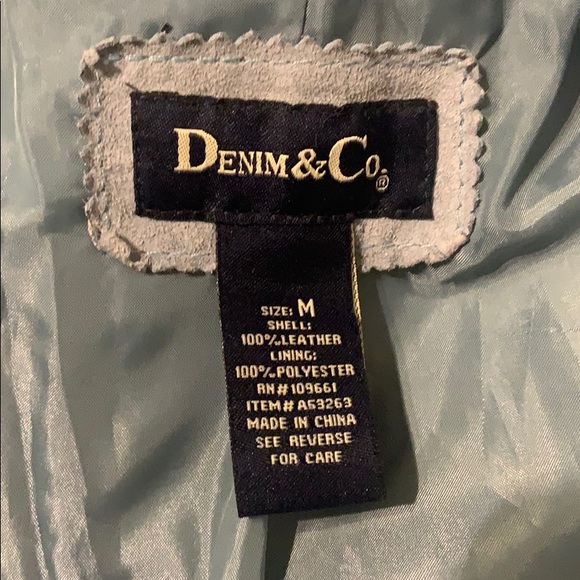 DENIM & CO.®
SIZE: M
SHELL:
100%LEATHER
LINING:
100%POLYESTER
RN#109661
ITEM# A53263
MADE IN CHINA
SEE REVERSE
FOR CARE